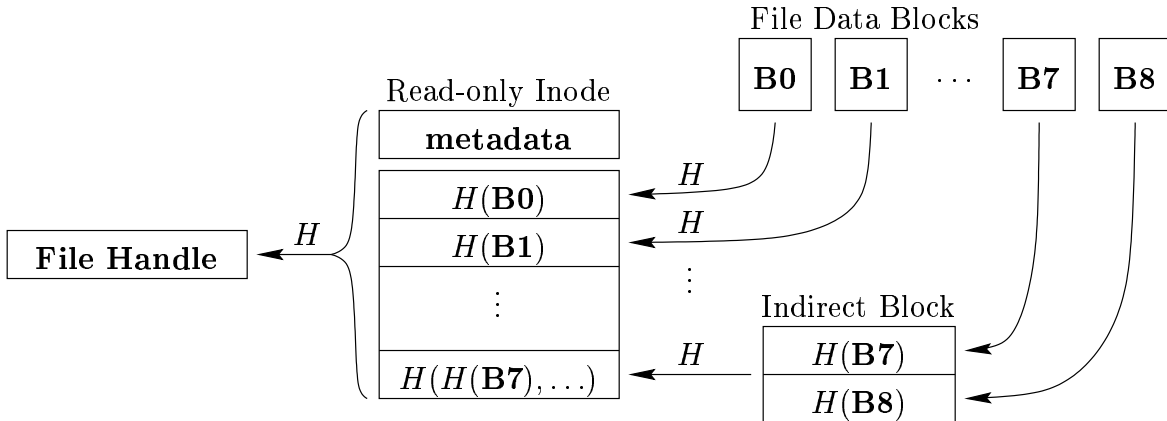 File Data Blocks
B0 B1 ... B7 B8
Read-only Inode
metadata
H
H(B0)
H
H(B1)
H
File Handle
⋮
⋮
Indirect Block
H(B7)
H
H(H(B7),...)
H(B8)